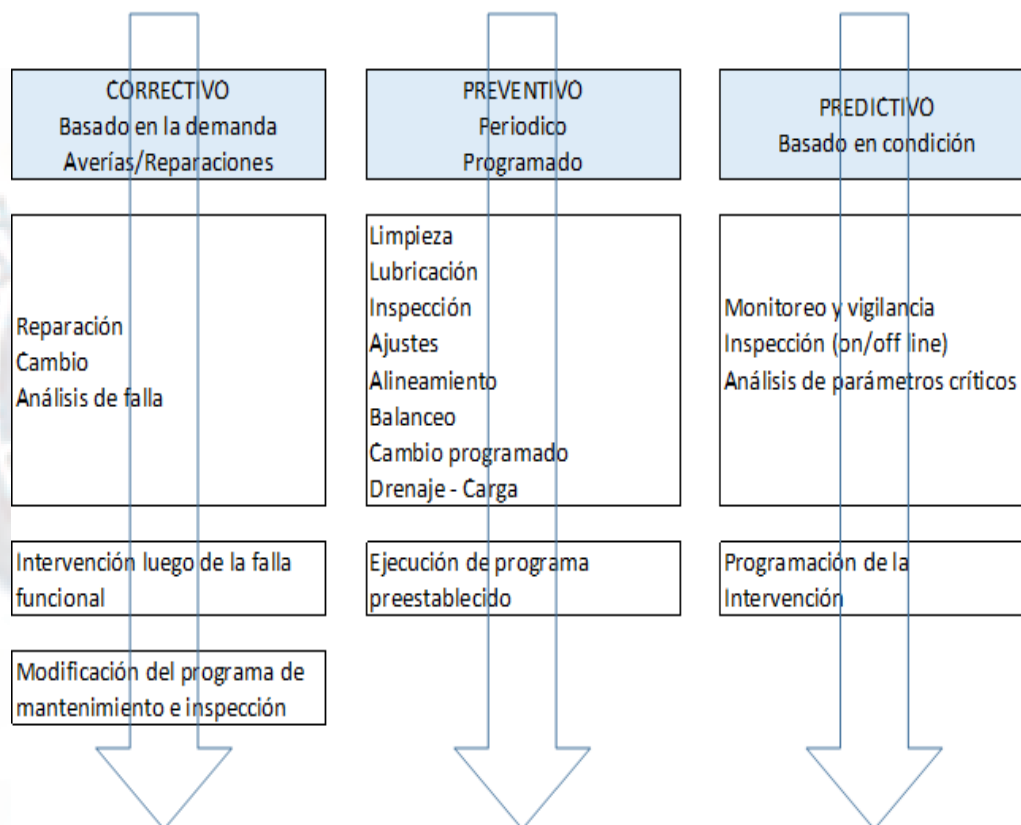 CORRECTIVO
Basado en la demanda
Averías/Reparaciones
Reparación
Cambio
Análisis de falla
Intervención luego de la falla
funcional
Modificación del programa de
mantenimiento e inspección
PREVENTIVO
Periodico
Programado
Limpieza
Lubricación
Inspección
Ajustes
Alineamiento
Balanceo
Cambio programado
Drenaje - Carga
Ejecución de programa
preestablecido
PREDICTIVO
Basado en condición
Monitoreo y vigilancia
Inspección (on/off line)
Análisis de parámetros críticos
Programación de la
Intervención